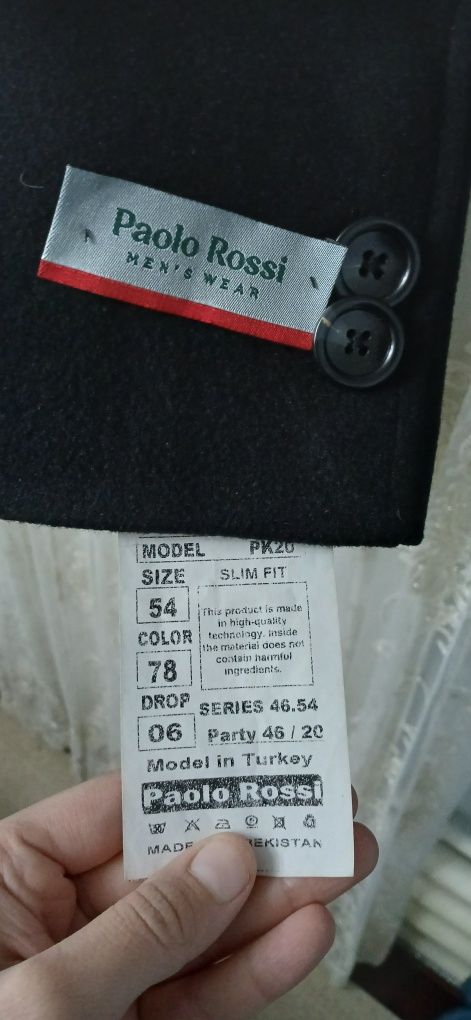 Paolo Rossi
MEN'S WEAR
MODEL PK20
SIZE SLIM FIT
54
COLOR
78
DROP
06
This product is made
in high-quality
technology. Inside
the material does not
contain harmful
ingredients.
SERIES 46.54
Party 46 / 20
Model in Turkey
Paolo Rossi
MADE